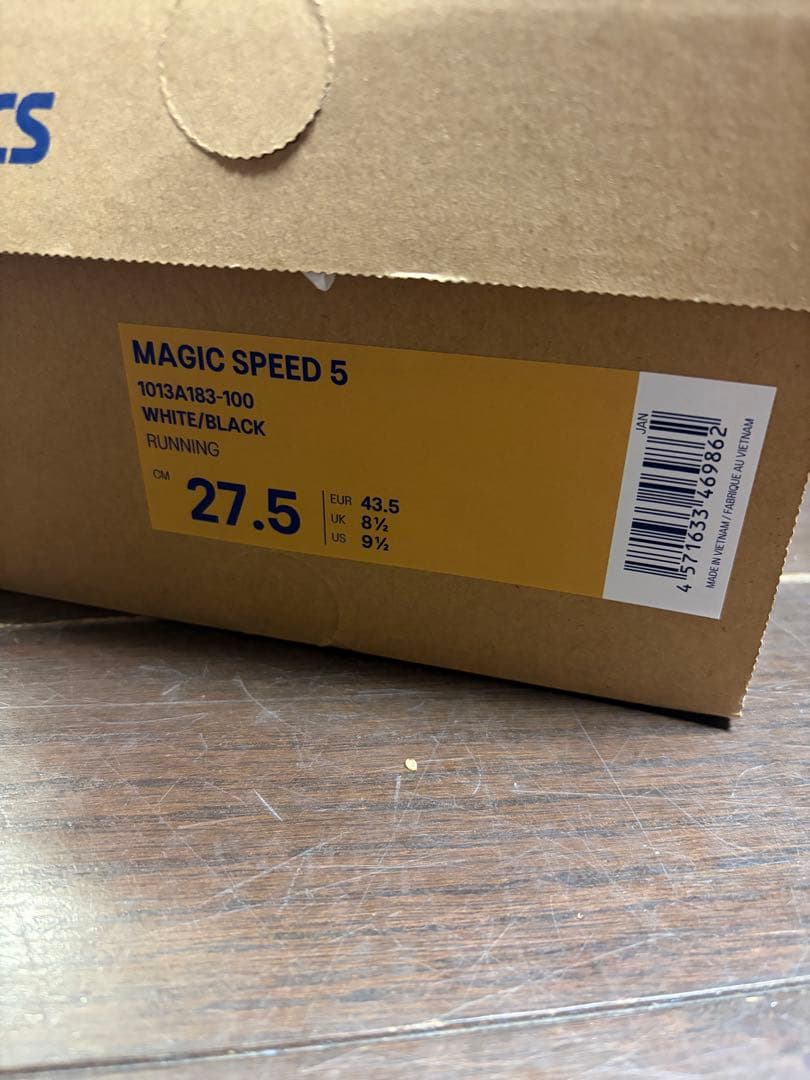 MAGIC SPEED 5
1013A183-100
WHITE/BLACK
RUNNING
CM 27.5
EUR 43.5
UK 8½
US 9½
JAN
4 571633 469862
MADE IN VIETNAM / FABRIQUE AU VIETNAM